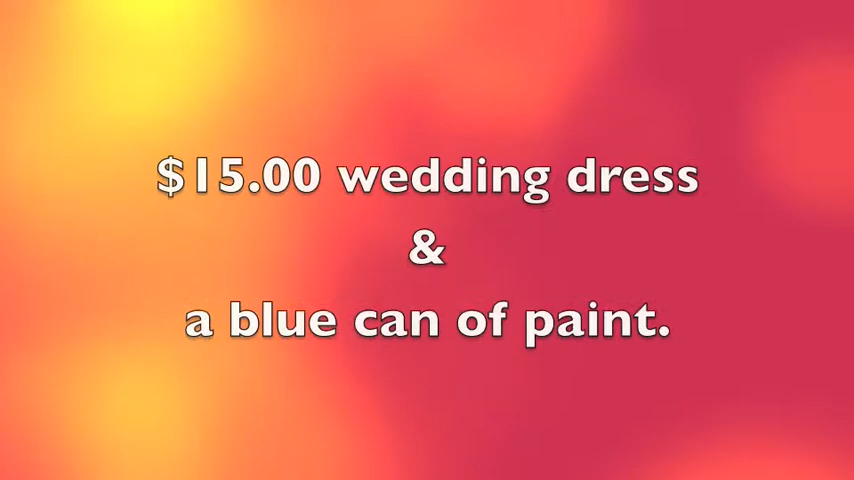 $15.00 wedding dress
&
a blue can of paint.